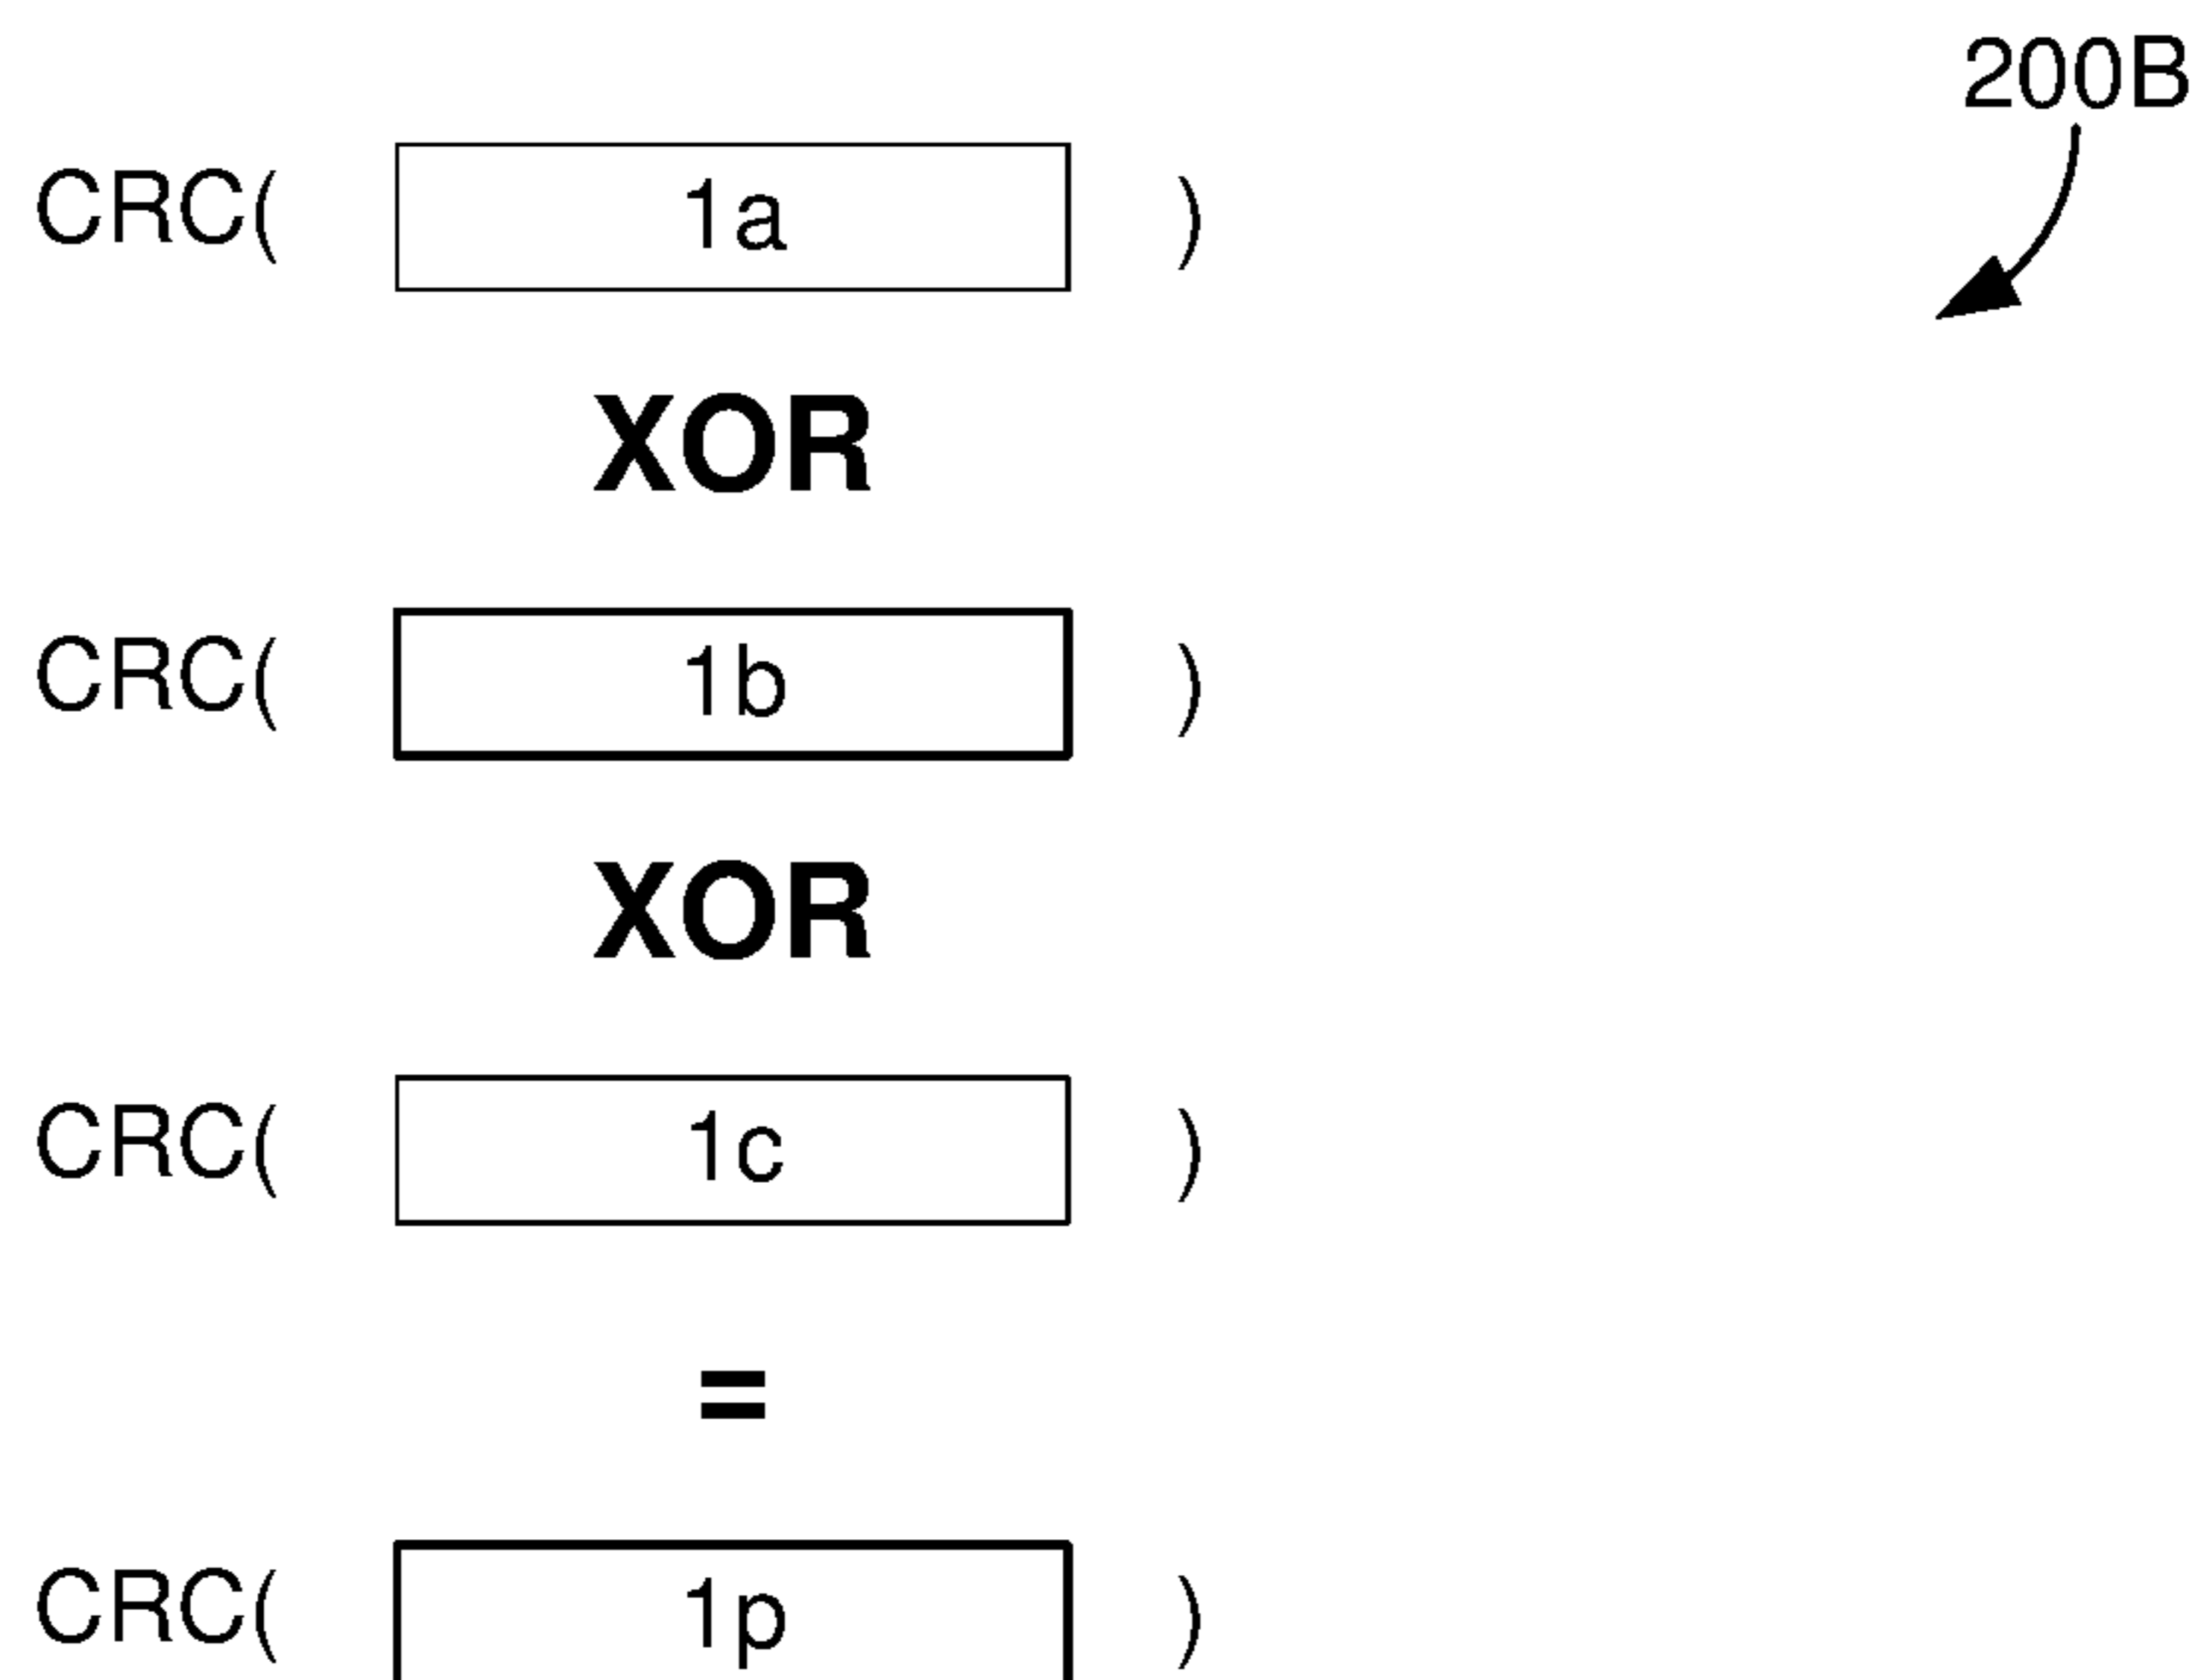 200B
CRC( 1a )
XOR
CRC( 1b )
XOR
CRC( 1c )
=
CRC( 1p )